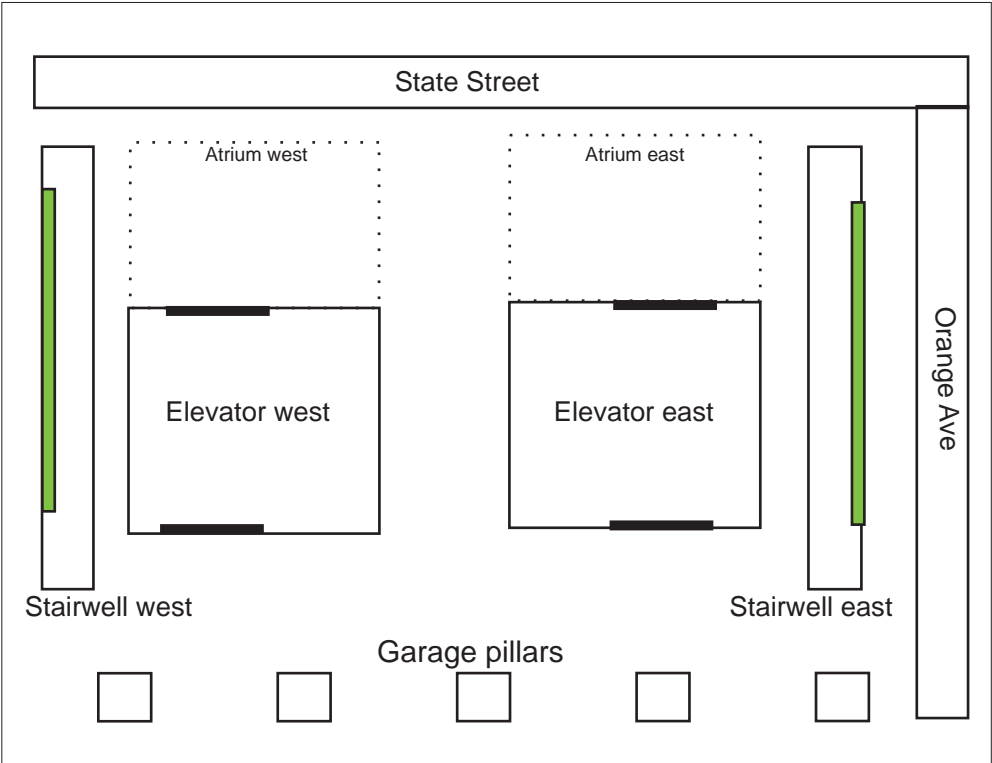 State Street
Atrium west
Atrium east
Orange Ave
Elevator west
Elevator east
Stairwell west
Stairwell east
Garage pillars